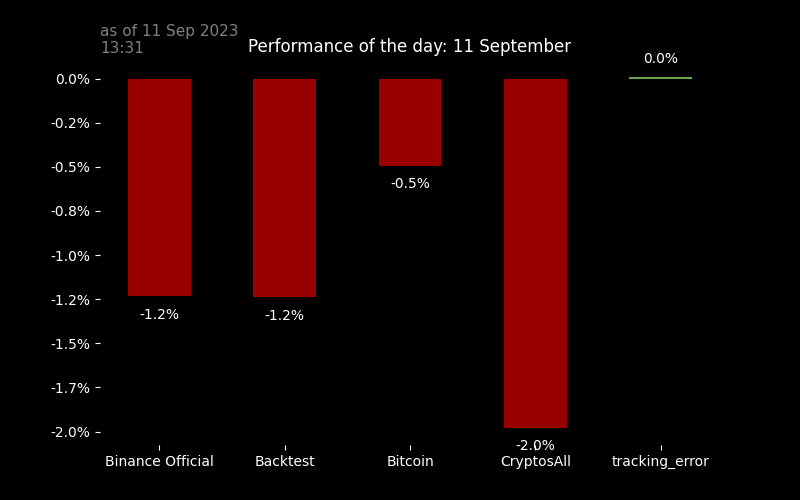 as of 11 Sep 2023
13:31
Performance of the day: 11 September
0.0%
0.0%
-0.2%
-0.5%
-0.8%
-1.0%
-1.2%
-1.5%
-1.7%
-2.0%
-1.2%
-1.2%
-0.5%
-2.0%
Binance Official
Backtest
Bitcoin
CryptosAll
tracking_error